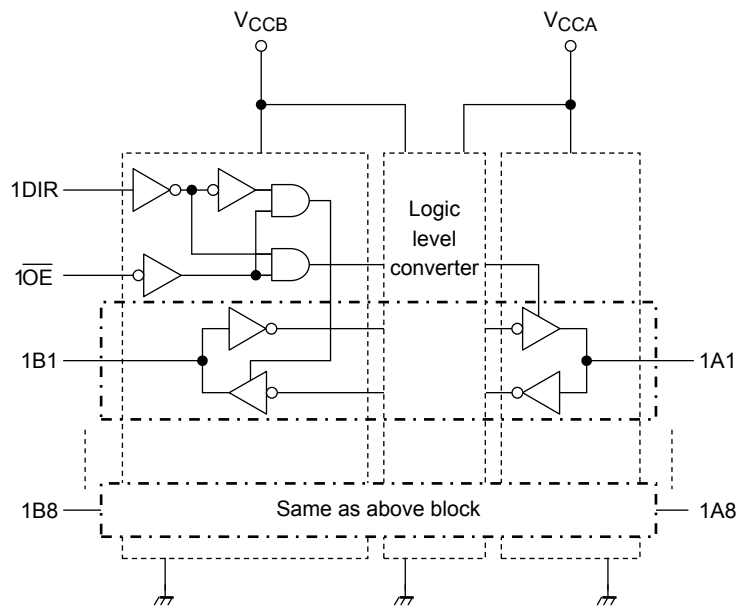 VCCB
VCCA
1DIR
Logic
level
converter
1OE
1B1
1A1
1B8
Same as above block
1A8